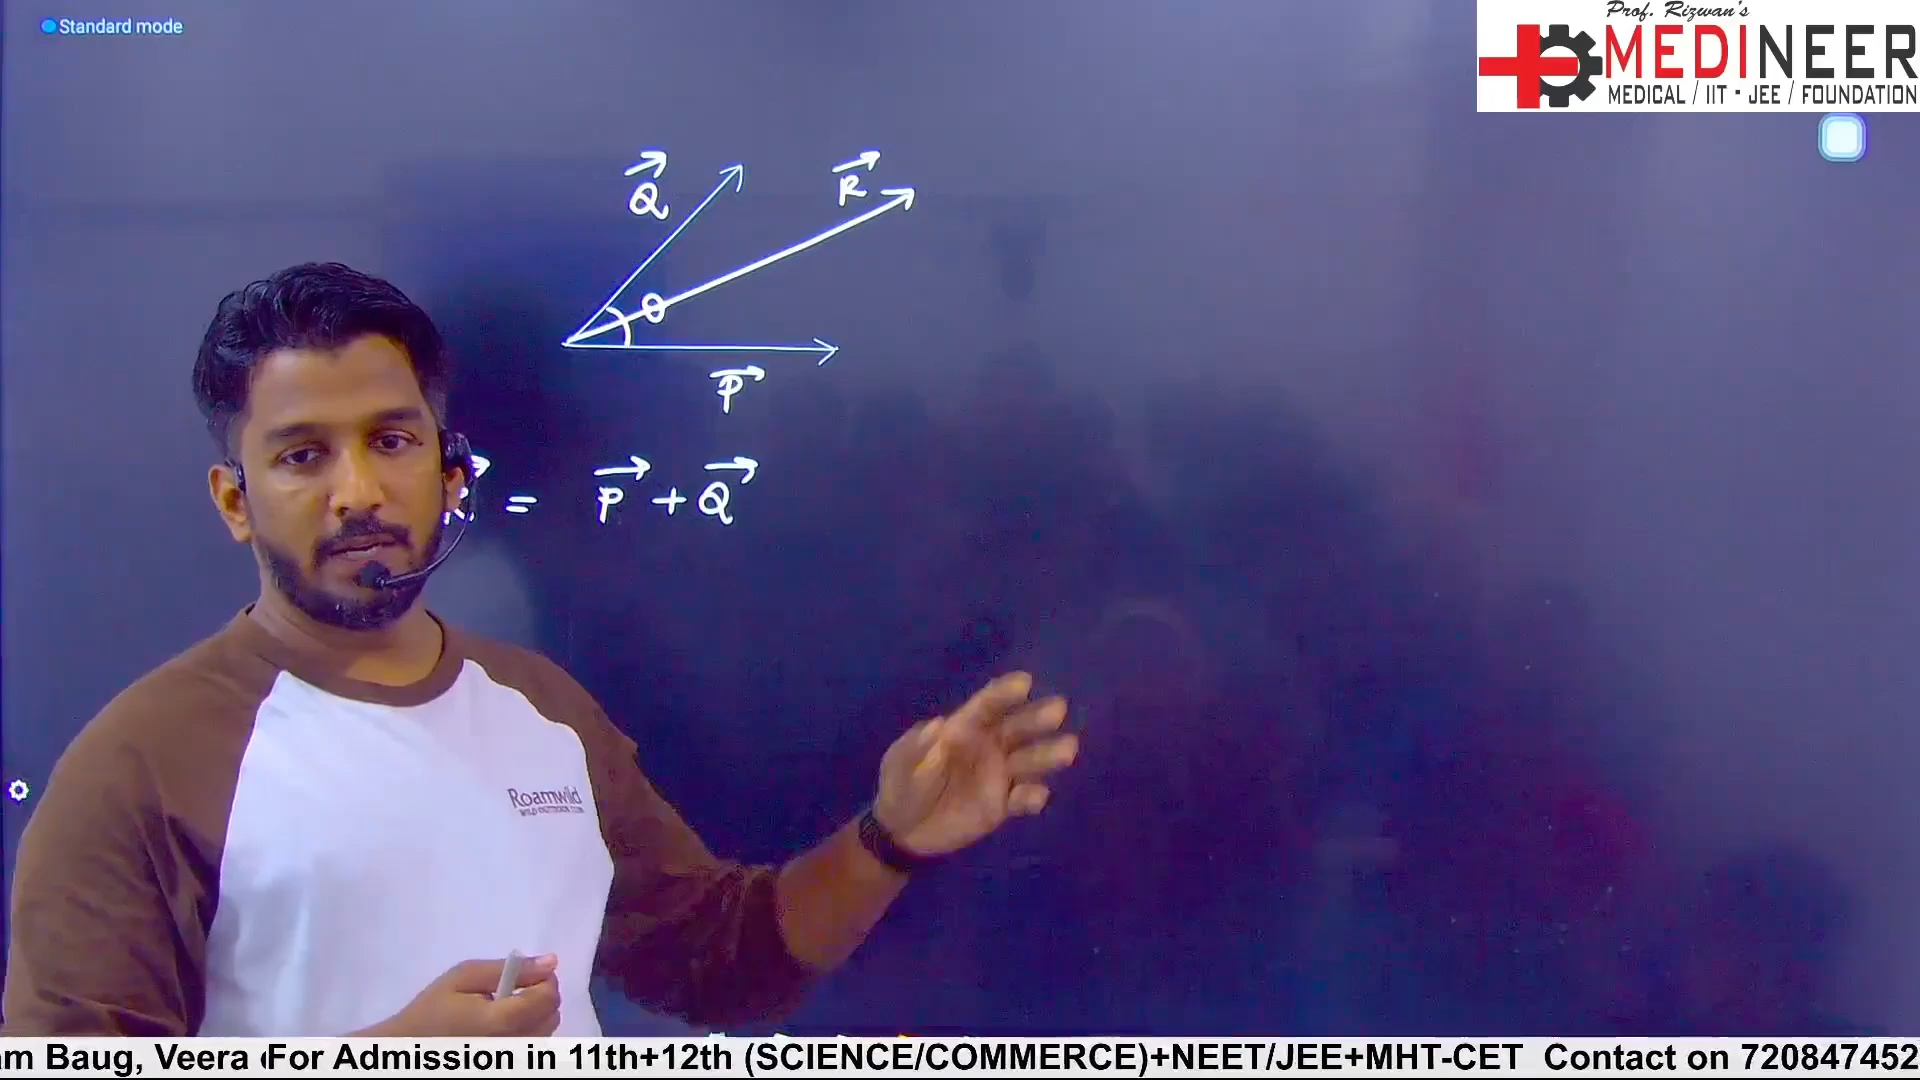 Standard mode
Prof. Rizwan's
MEDINEER
MEDICAL / IIT - JEE / FOUNDATION
Q R
θ
P
R = P + Q
Roamwild
am Baug, Veera For Admission in 11th+12th (SCIENCE/COMMERCE)+NEET/JEE+MHT-CET Contact on 720847452